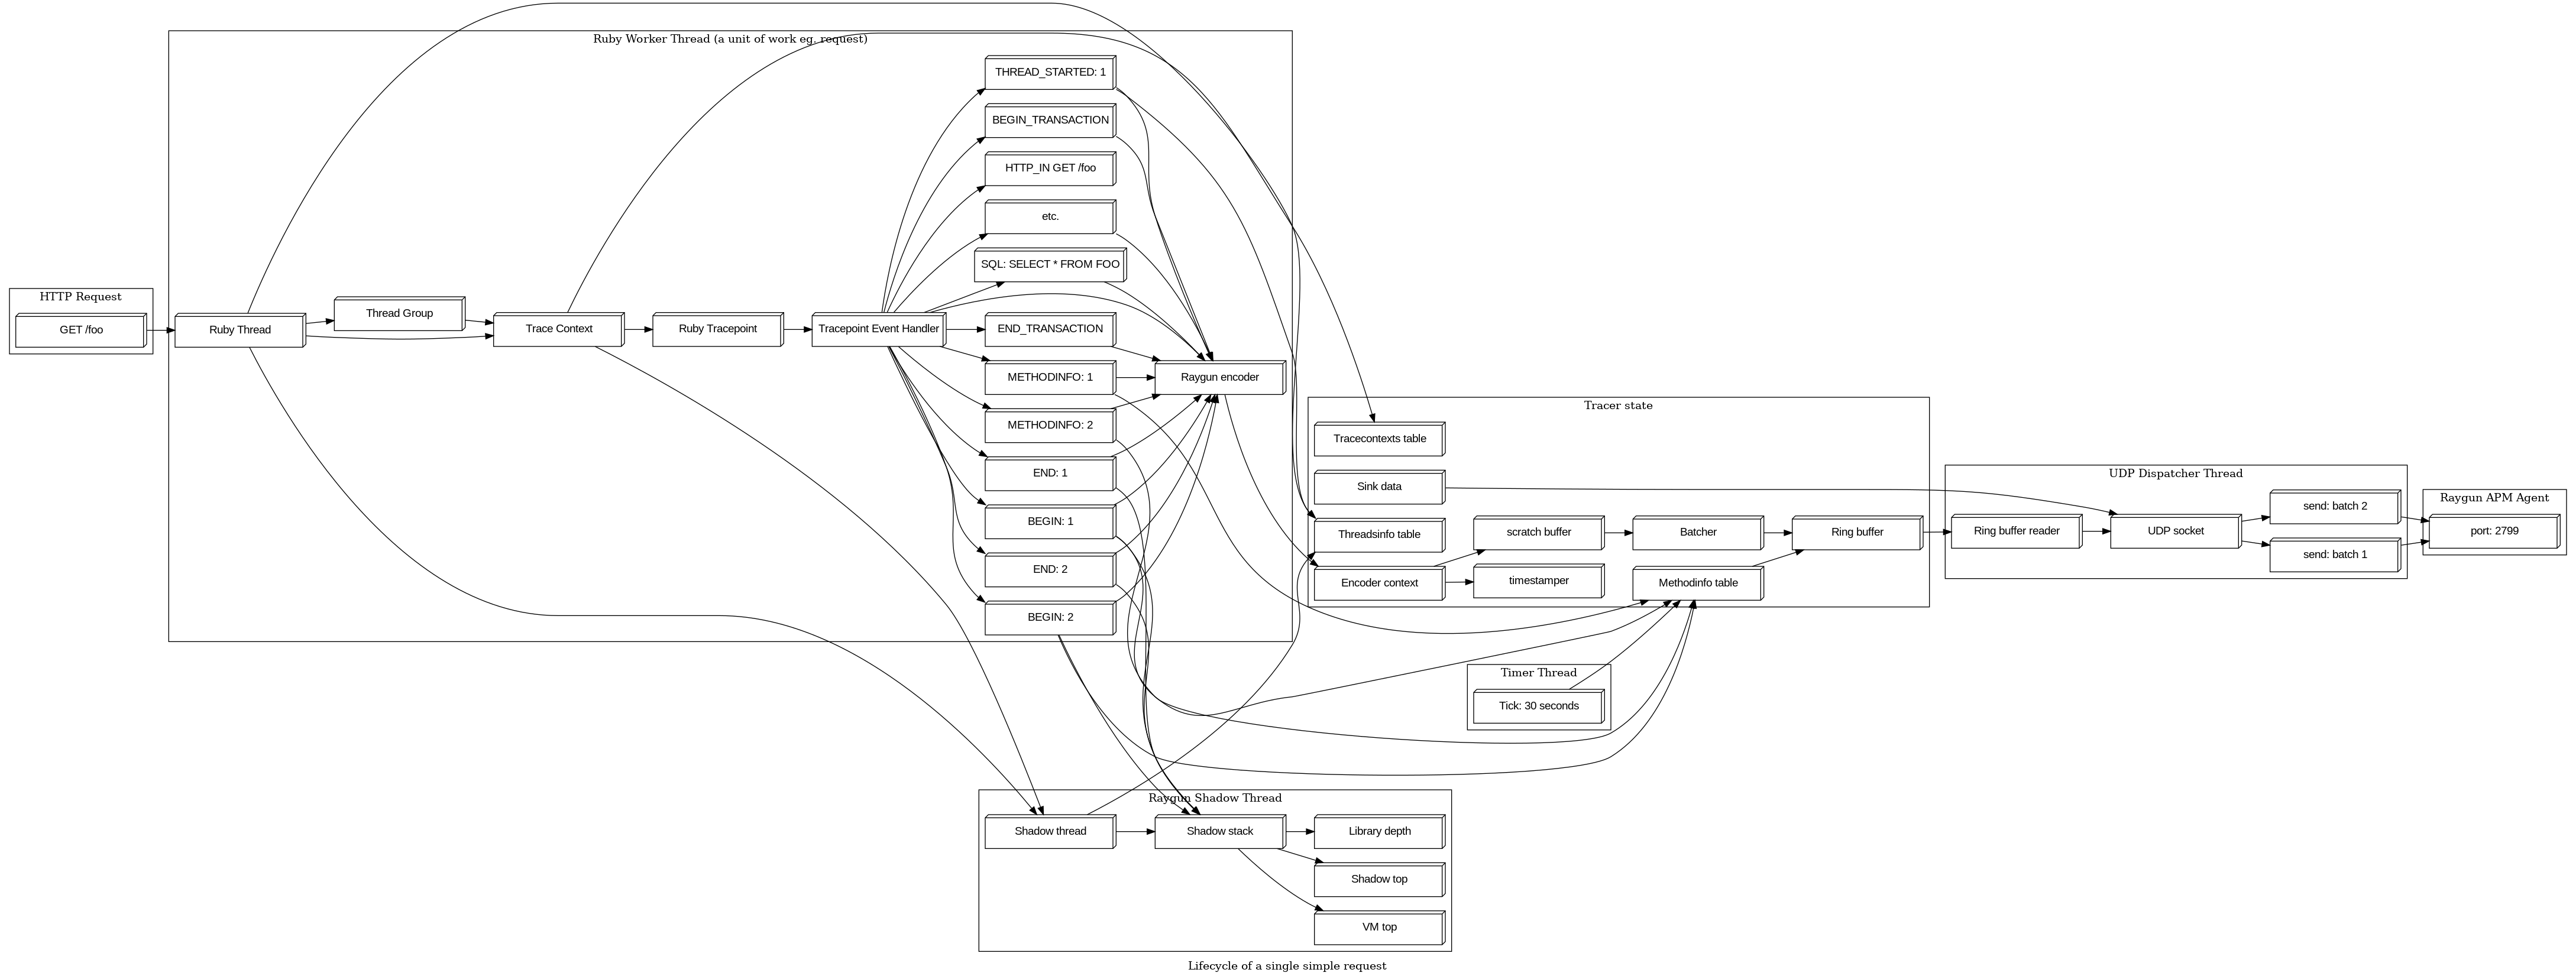 HTTP Request
GET /foo
Ruby Worker Thread (a unit of work eg. request)
Ruby Thread
Thread Group
Trace Context
Ruby Tracepoint
Tracepoint Event Handler
THREAD_STARTED: 1
BEGIN_TRANSACTION
HTTP_IN GET /foo
etc.
SQL: SELECT * FROM FOO
END_TRANSACTION
METHODINFO: 1
METHODINFO: 2
END: 1
BEGIN: 1
END: 2
BEGIN: 2
Raygun encoder
Tracer state
Tracecontexts table
Sink data
Threadsinfo table
Encoder context
scratch buffer
timestamper
Batcher
Methodinfo table
Ring buffer
UDP Dispatcher Thread
Ring buffer reader
UDP socket
send: batch 2
send: batch 1
Raygun APM Agent
port: 2799
Timer Thread
Tick: 30 seconds
Raygun Shadow Thread
Shadow thread
Shadow stack
Library depth
Shadow top
VM top
Lifecycle of a single simple request